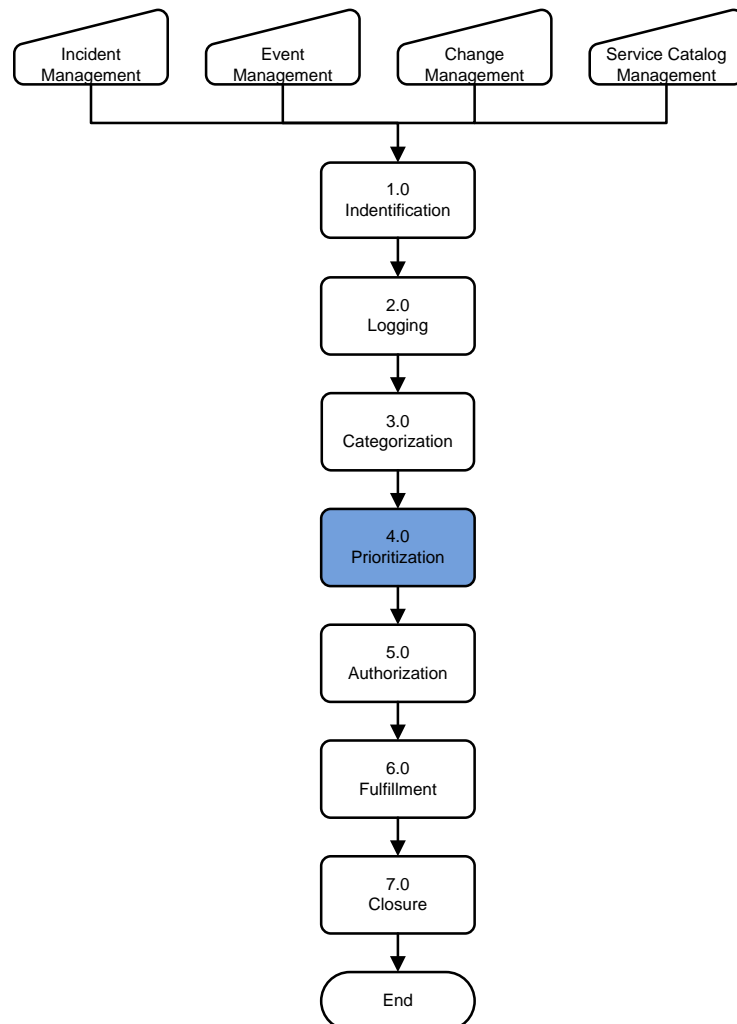 Incident
Management
Event
Management
Change
Management
Service Catalog
Management
1.0
Indentification
2.0
Logging
3.0
Categorization
4.0
Prioritization
5.0
Authorization
6.0
Fulfillment
7.0
Closure
End